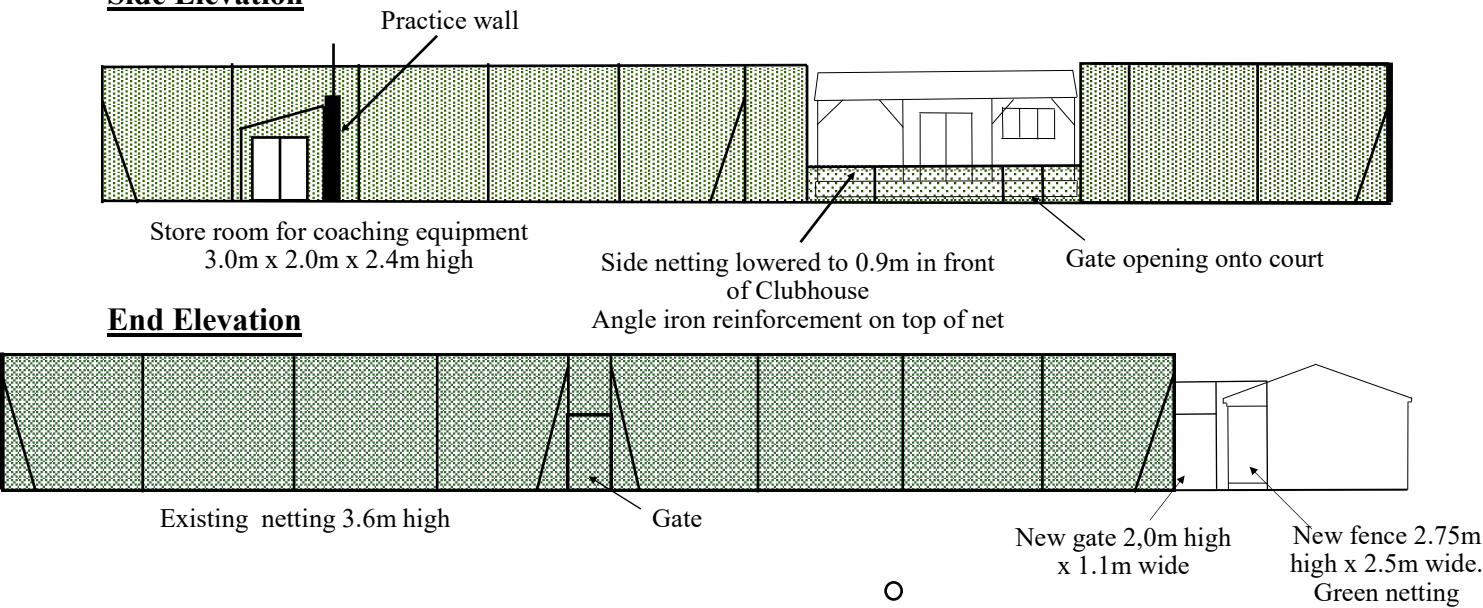 Side Elevation
Practice wall
Store room for coaching equipment
3.0m x 2.0m x 2.4m high
Side netting lowered to 0.9m in front
of Clubhouse
Angle iron reinforcement on top of net
Gate opening onto court
End Elevation
Existing netting 3.6m high
Gate
New gate 2,0m high
x 1.1m wide
New fence 2.75m
high x 2.5m wide.
Green netting